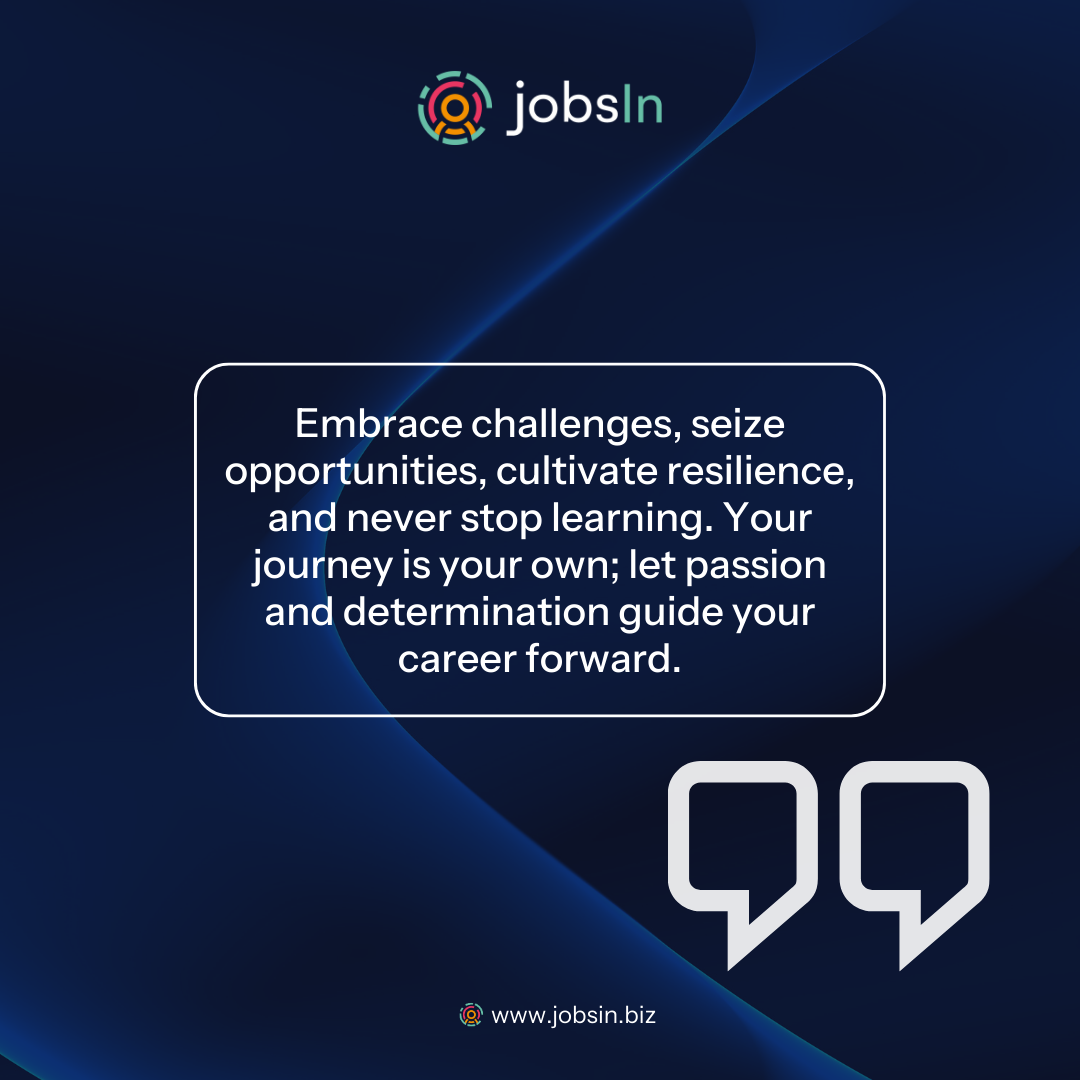 jobsIn
Embrace challenges, seize
opportunities, cultivate resilience,
and never stop learning. Your
journey is your own; let passion
and determination guide your
career forward.
www.jobsin.biz